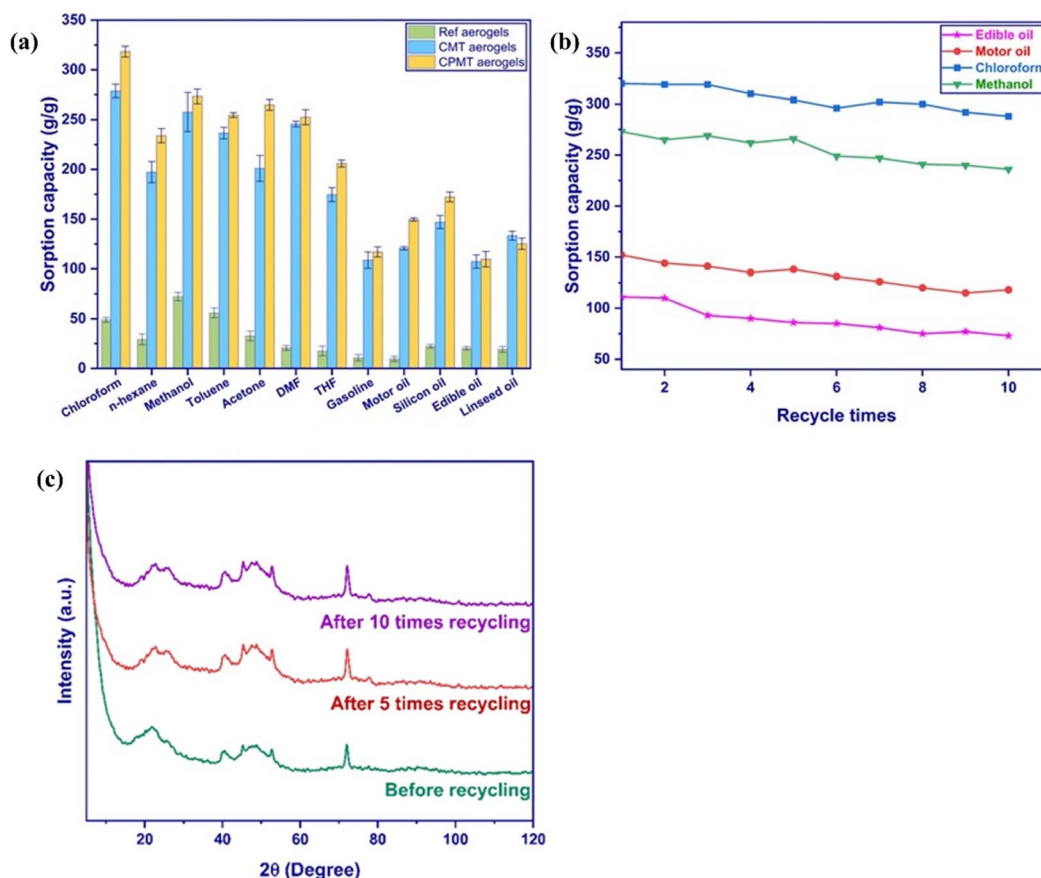 (a)
Sorption capacity (g/g)
350
300
250
200
150
100
50
0
Ref aerogels
CMT aerogels
CPMT aerogels
Chloroform
n-hexane
Methanol
Toluene
Acetone
DMF
THF
Gasoline
Motor oil
Silicon oil
Edible oil
Linseed oil
(b)
Sorption capacity (g/g)
350
300
250
200
150
100
50
Edible oil
Motor oil
Chloroform
Methanol
2
4
6
8
10
Recycle times
(c)
Intensity (a.u.)
After 10 times recycling
After 5 times recycling
Before recycling
20
40
60
80
100
120
2θ (Degree)